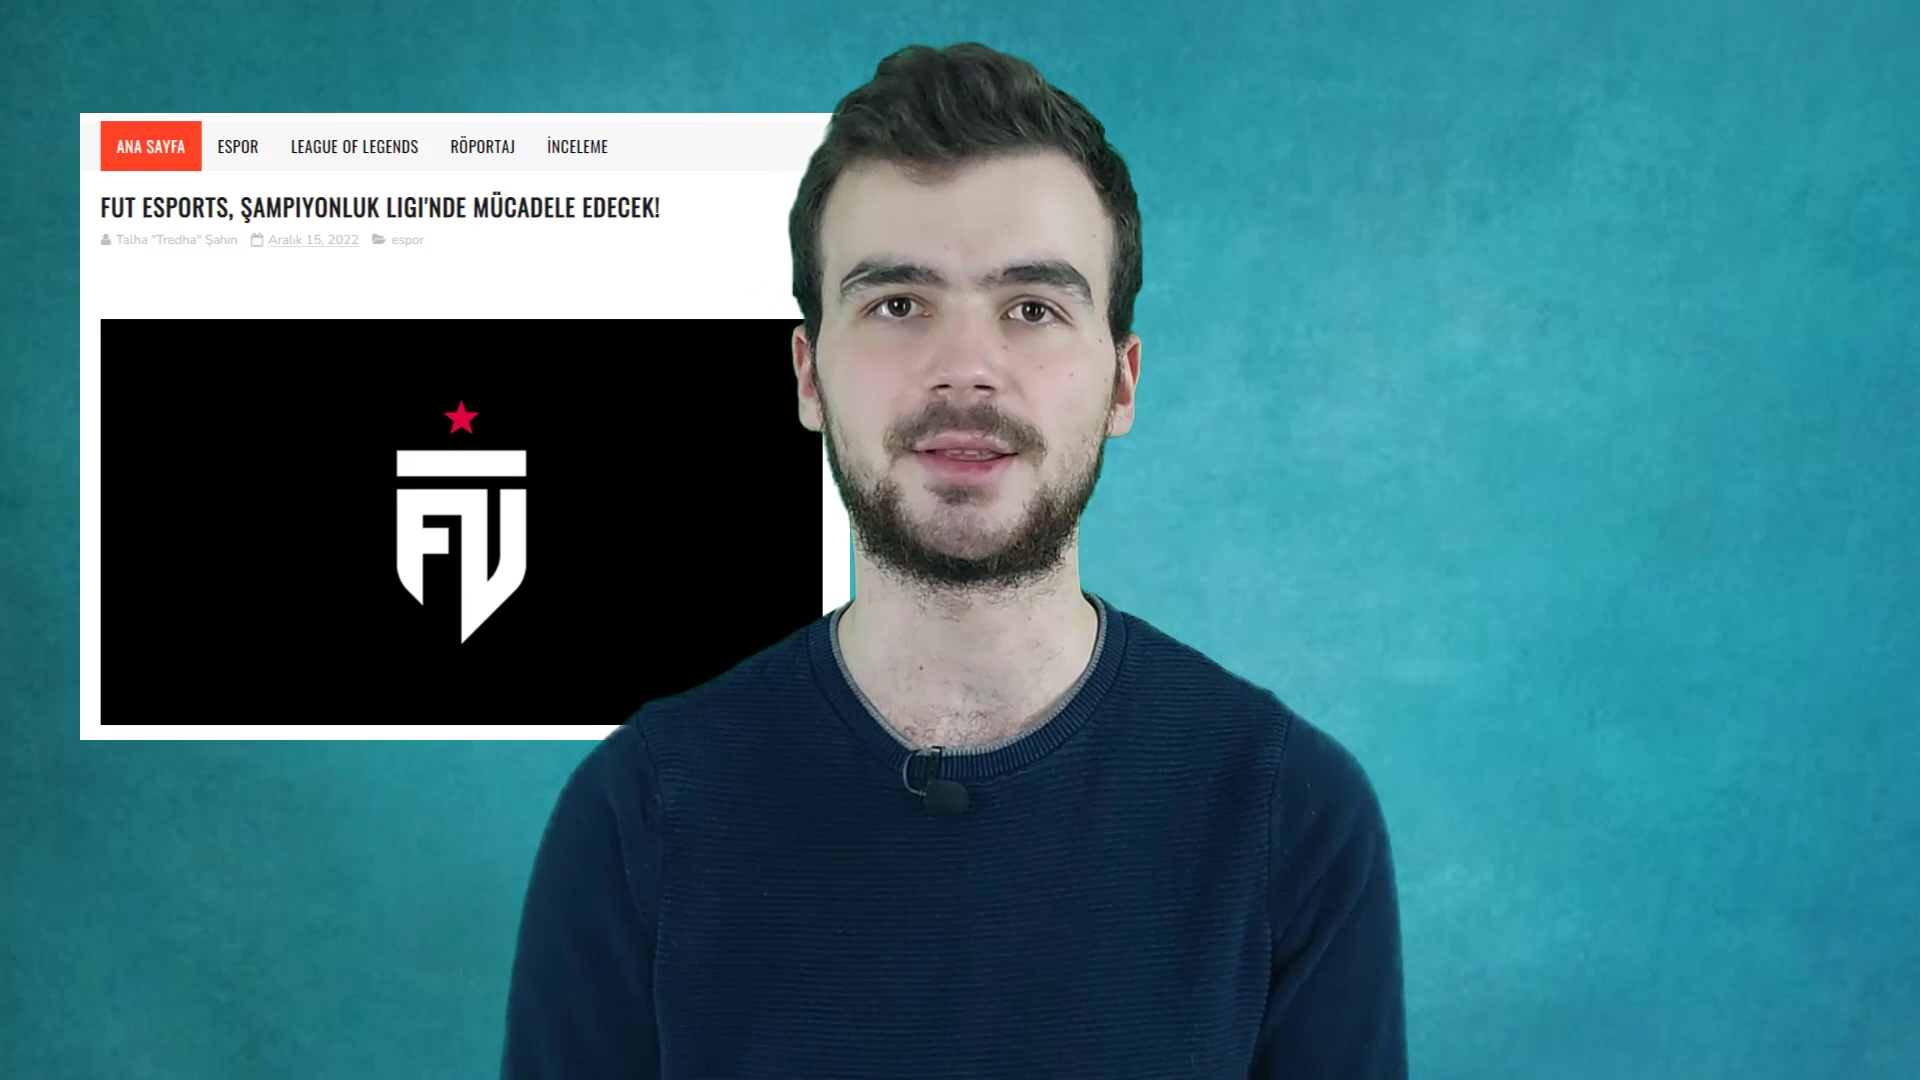 ANA SAYFA ESPOR LEAGUE OF LEGENDS RÖPORTAJ İNCELEME
FUT ESPORTS, ŞAMPIYONLUK LIGI'NDE MÜCADELE EDECEK!
Talha "Tredha" Şahin Aralık 15, 2022 espor
FU